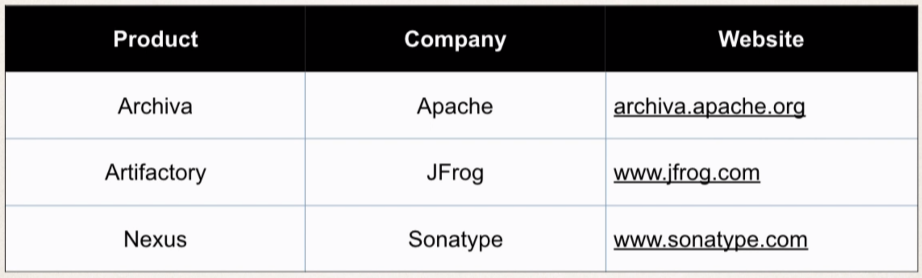 Product Company Website
Archiva Apache archiva.apache.org
Artifactory JFrog www.jfrog.com
Nexus Sonatype www.sonatype.com